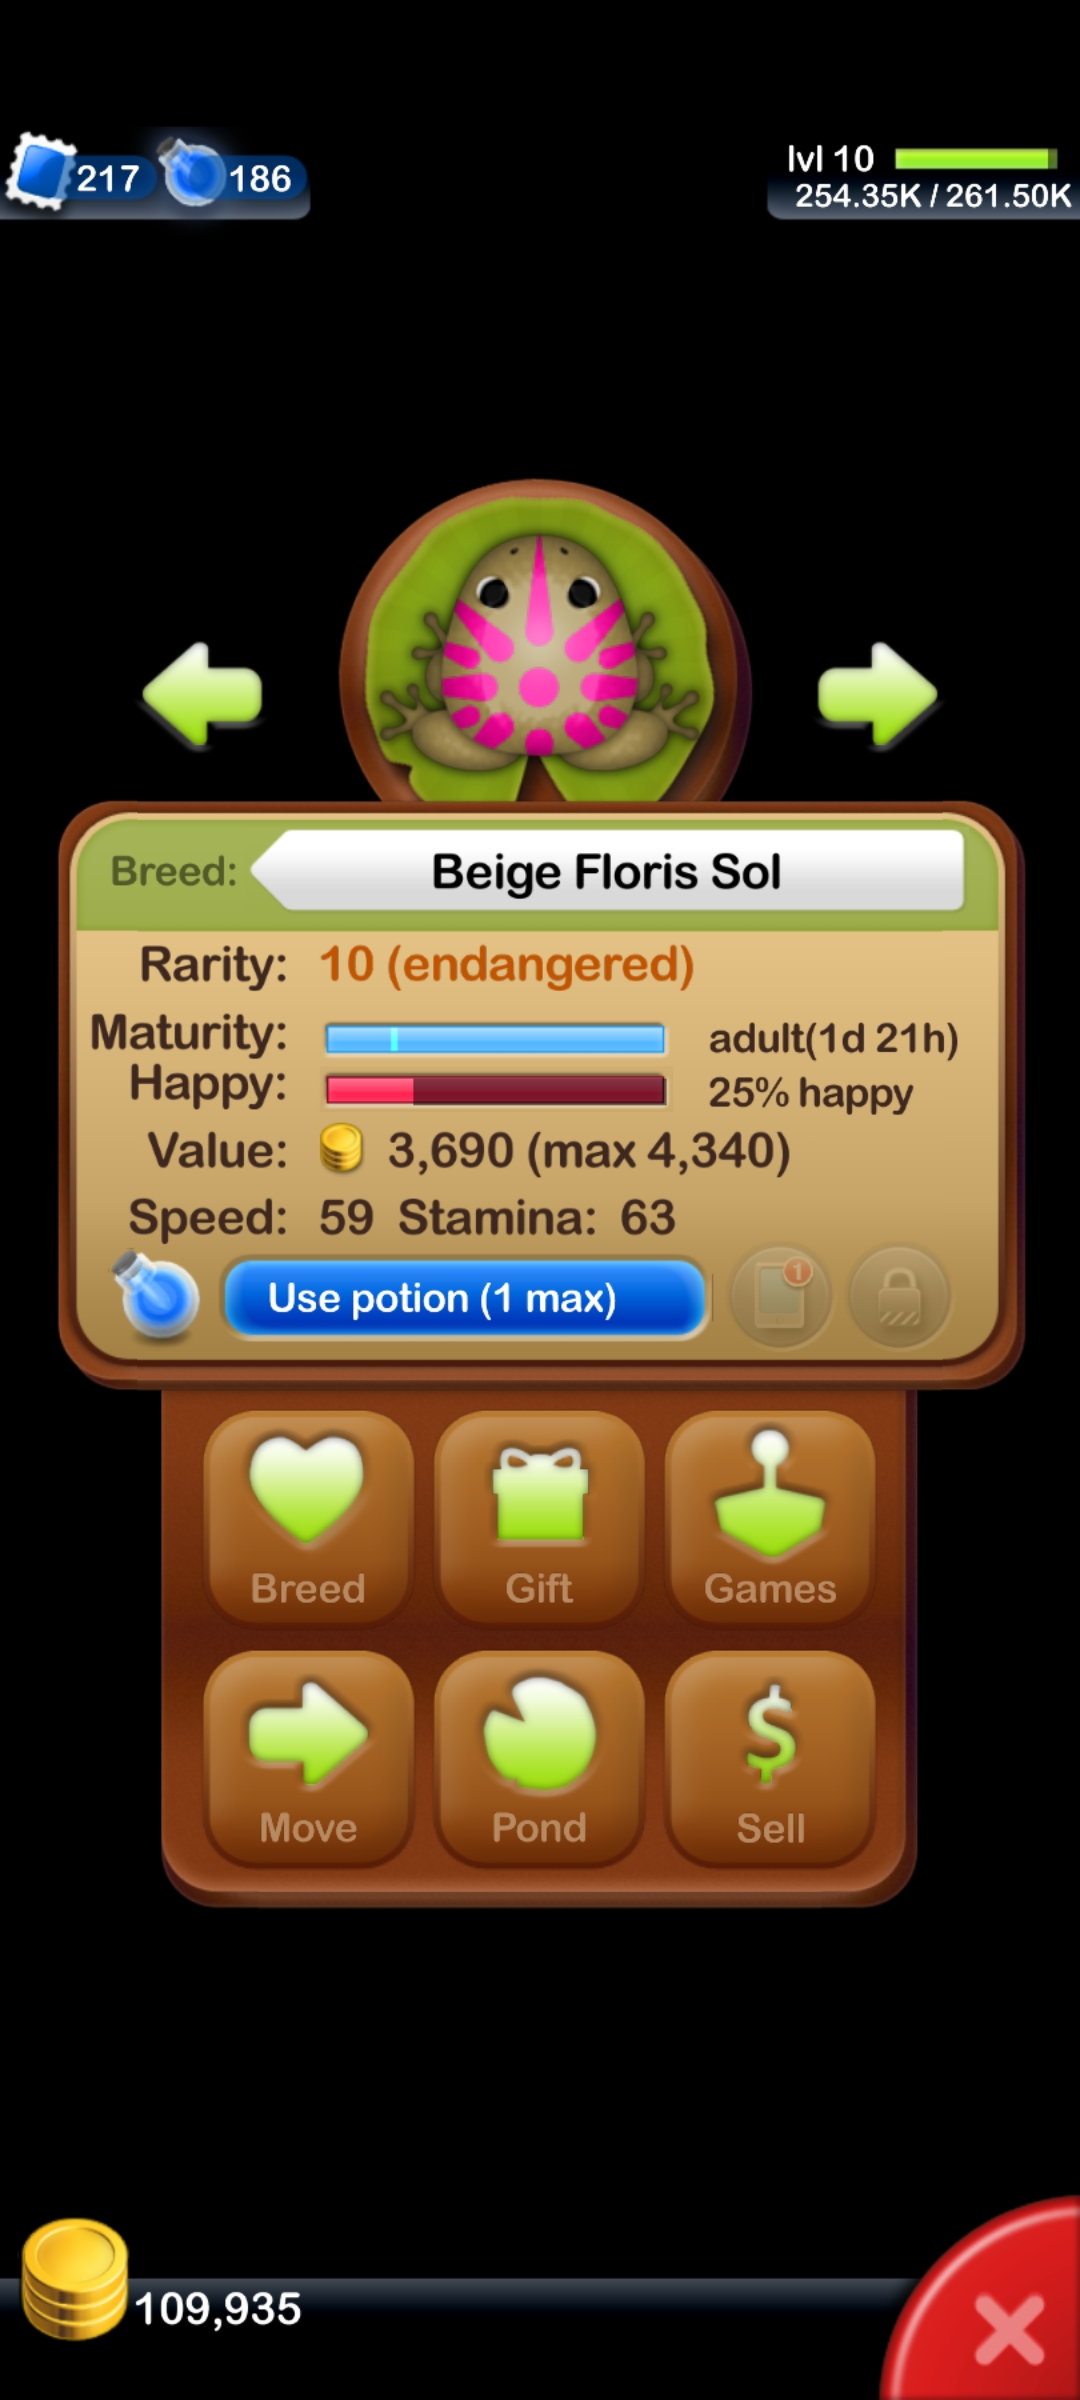 217 186
lvl 10
254.35K / 261.50K
Breed: Beige Floris Sol
Rarity: 10 (endangered)
Maturity: adult(1d 21h)
Happy: 25% happy
Value: 3,690 (max 4,340)
Speed: 59 Stamina: 63
Use potion (1 max) 1
Breed Gift Games
Move Pond Sell
109,935